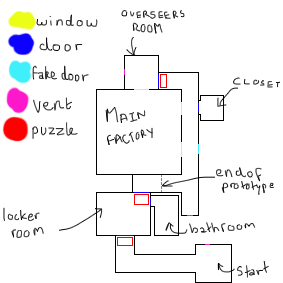 window
door
fake door
vent
puzzle
OVERSEERS
ROOM
CLOSET
MAIN
FACTORY
end of
prototype
locker
room
bathroom
Start